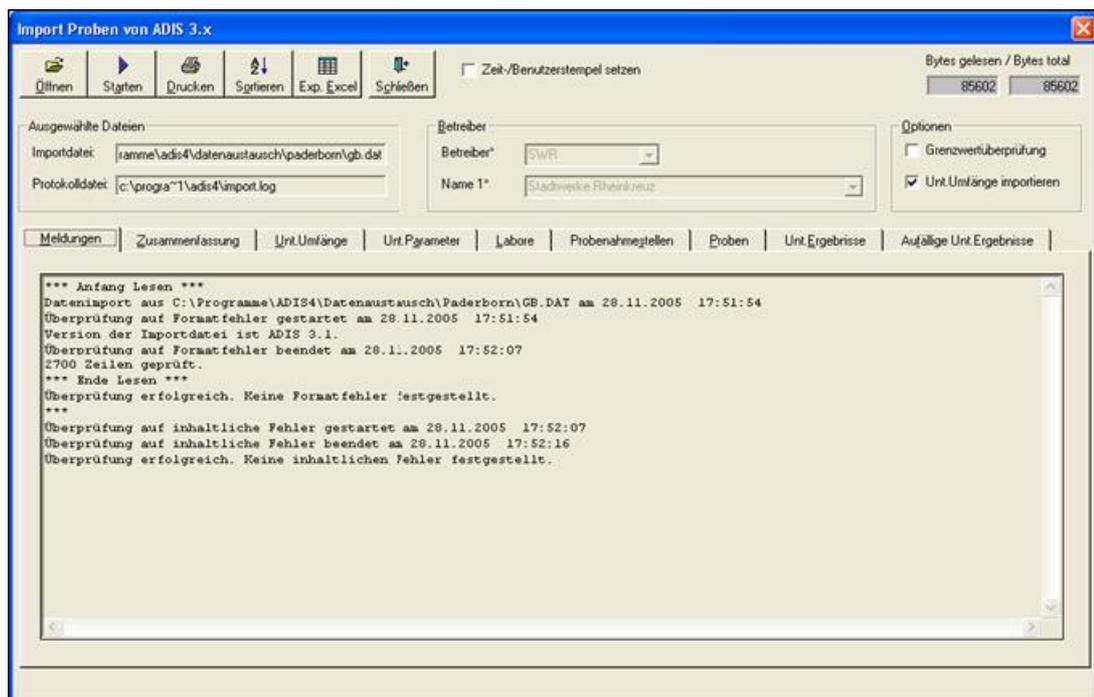 Import Proben von ADIS 3.x
Öffnen Starten Drucken Sortieren Exp. Excel Schließen
Zeit-/Benutzerstempel setzen
Bytes gelesen / Bytes total
85602 85602
Ausgewählte Dateien
Importdatei: ramme\adis4\datenaustausch\paderborn\gb.dat
Protokolldatei: c:\progra~1\adis4\import.log
Betreiber
Betreiber* SWR
Name 1* Stadtwerke Rheinkreuz
Optionen
Grenzwertüberprüfung
Unt.Umfänge importieren
Meldungen Zusammenfassung Unt.Umfänge Unt.Parameter Labore Probenahmestellen Proben Unt.Ergebnisse Aufällige Unt.Ergebnisse
*** Anfang Lesen ***
Datenimport aus C:\Programme\ADIS4\Datenaustausch\Paderborn\GB.DAT am 28.11.2005 17:51:54
Überprüfung auf Formatfehler gestartet am 28.11.2005 17:51:54
Version der Importdatei ist ADIS 3.1.
Überprüfung auf Formatfehler beendet am 28.11.2005 17:52:07
2700 Zeilen geprüft.
*** Ende Lesen ***
Überprüfung erfolgreich. Keine Formatfehler festgestellt.
***
Überprüfung auf inhaltliche Fehler gestartet am 28.11.2005 17:52:07
Überprüfung auf inhaltliche Fehler beendet am 28.11.2005 17:52:16
Überprüfung erfolgreich. Keine inhaltlichen Fehler festgestellt.